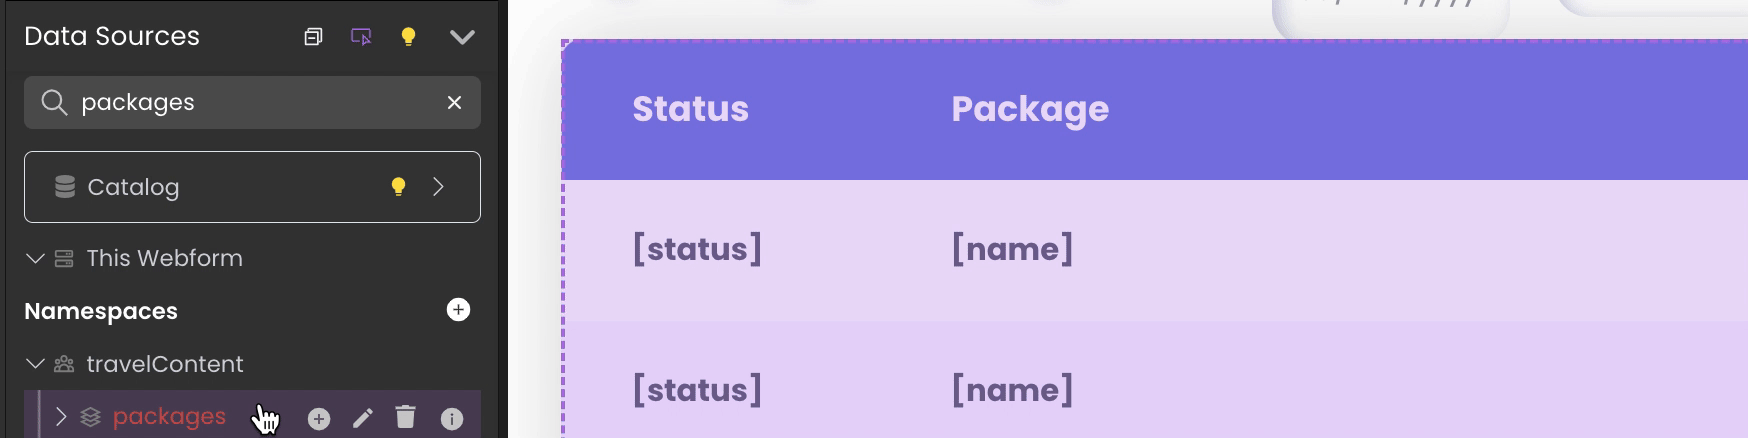 Data Sources
packages
Catalog
This Webform
Namespaces
travelContent
packages
Status Package
[status] [name]
[status] [name]